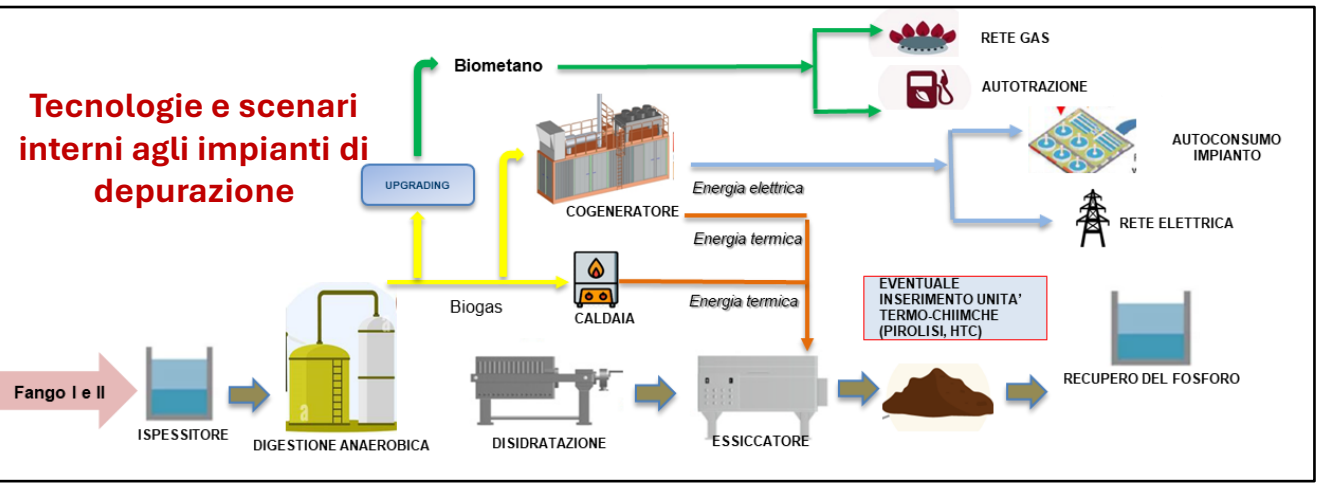 Tecnologie e scenari
interni agli impianti di
depurazione
Biometano
RETE GAS
AUTOTRAZIONE
UPGRADING
COGENERATORE
Energia elettrica
AUTOCONSUMO
IMPIANTO
RETE ELETTRICA
Energia termica
Biogas
CALDAIA
Energia termica
EVENTUALE
INSERIMENTO UNITA’
TERMO-CHIIMCHE
(PIROLISI, HTC)
Fango I e II
ISPESSITORE
DIGESTIONE ANAEROBICA
DISIDRATAZIONE
ESSICCATORE
RECUPERO DEL FOSFORO